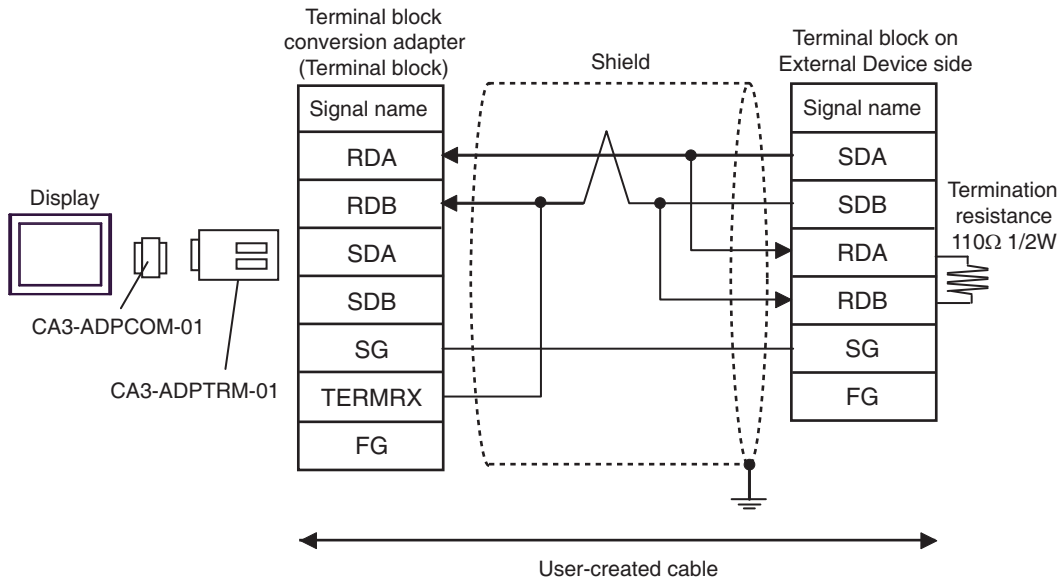 Terminal block
conversion adapter
(Terminal block)
Signal name
RDA
RDB
SDA
SDB
SG
TERMRX
FG
Shield
Terminal block on
External Device side
Signal name
SDA
SDB
RDA
RDB
SG
FG
Termination
resistance
110Ω 1/2W
Display
CA3-ADPCOM-01
CA3-ADPTRM-01
User-created cable